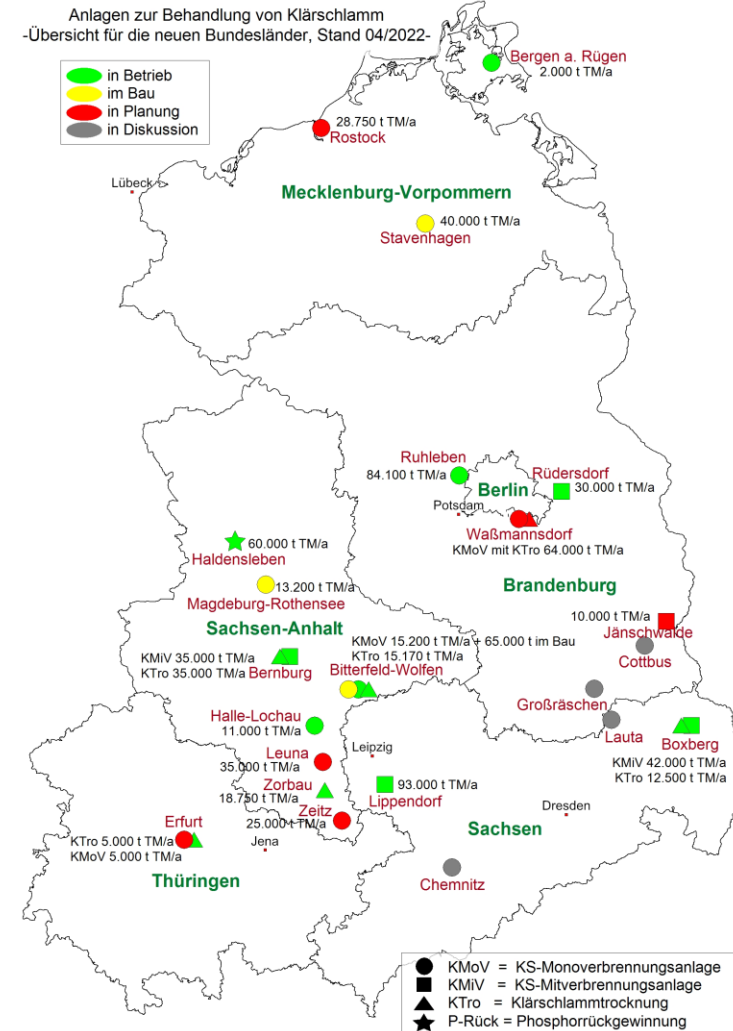 Anlagen zur Behandlung von Klärschlamm
-Übersicht für die neuen Bundesländer, Stand 04/2022-
in Betrieb
im Bau
in Planung
in Diskussion
Bergen a. Rügen
2.000 t TM/a
28.750 t TM/a
Rostock
Lübeck
Mecklenburg-Vorpommern
40.000 t TM/a
Stavenhagen
Ruhleben
84.100 t TM/a
Berlin
Rüdersdorf
30.000 t TM/a
Potsdam
Waßmannsdorf
KMoV mit KTro 64.000 t TM/a
60.000 t TM/a
Haldensleben
13.200 t TM/a
Magdeburg-Rothensee
Brandenburg
Sachsen-Anhalt
10.000 t TM/a
Jänschwalde
Cottbus
KMoV 15.200 t TM/a + 65.000 t im Bau
KTro 15.170 t TM/a
KMiV 35.000 t TM/a
KTro 35.000 TM/a
Bernburg
Bitterfeld-Wolfen
Großräschen
Lauta
Boxberg
KMiV 42.000 t TM/a
KTro 12.500 t TM/a
Halle-Lochau
11.000 t TM/a
Leuna
35.000 t TM/a
Leipzig
Zorbau
18.750 t TM/a
93.000 t TM/a
Lippendorf
Zeitz
25.000 t TM/a
Dresden
Sachsen
Erfurt
KTro 5.000 t TM/a
KMoV 5.000 t TM/a
Jena
Thüringen
Chemnitz
KMoV = KS-Monoverbrennungsanlage
KMiV = KS-Mitverbrennungsanlage
KTro = Klärschlammtrocknung
P-Rück = Phosphorrückgewinnung